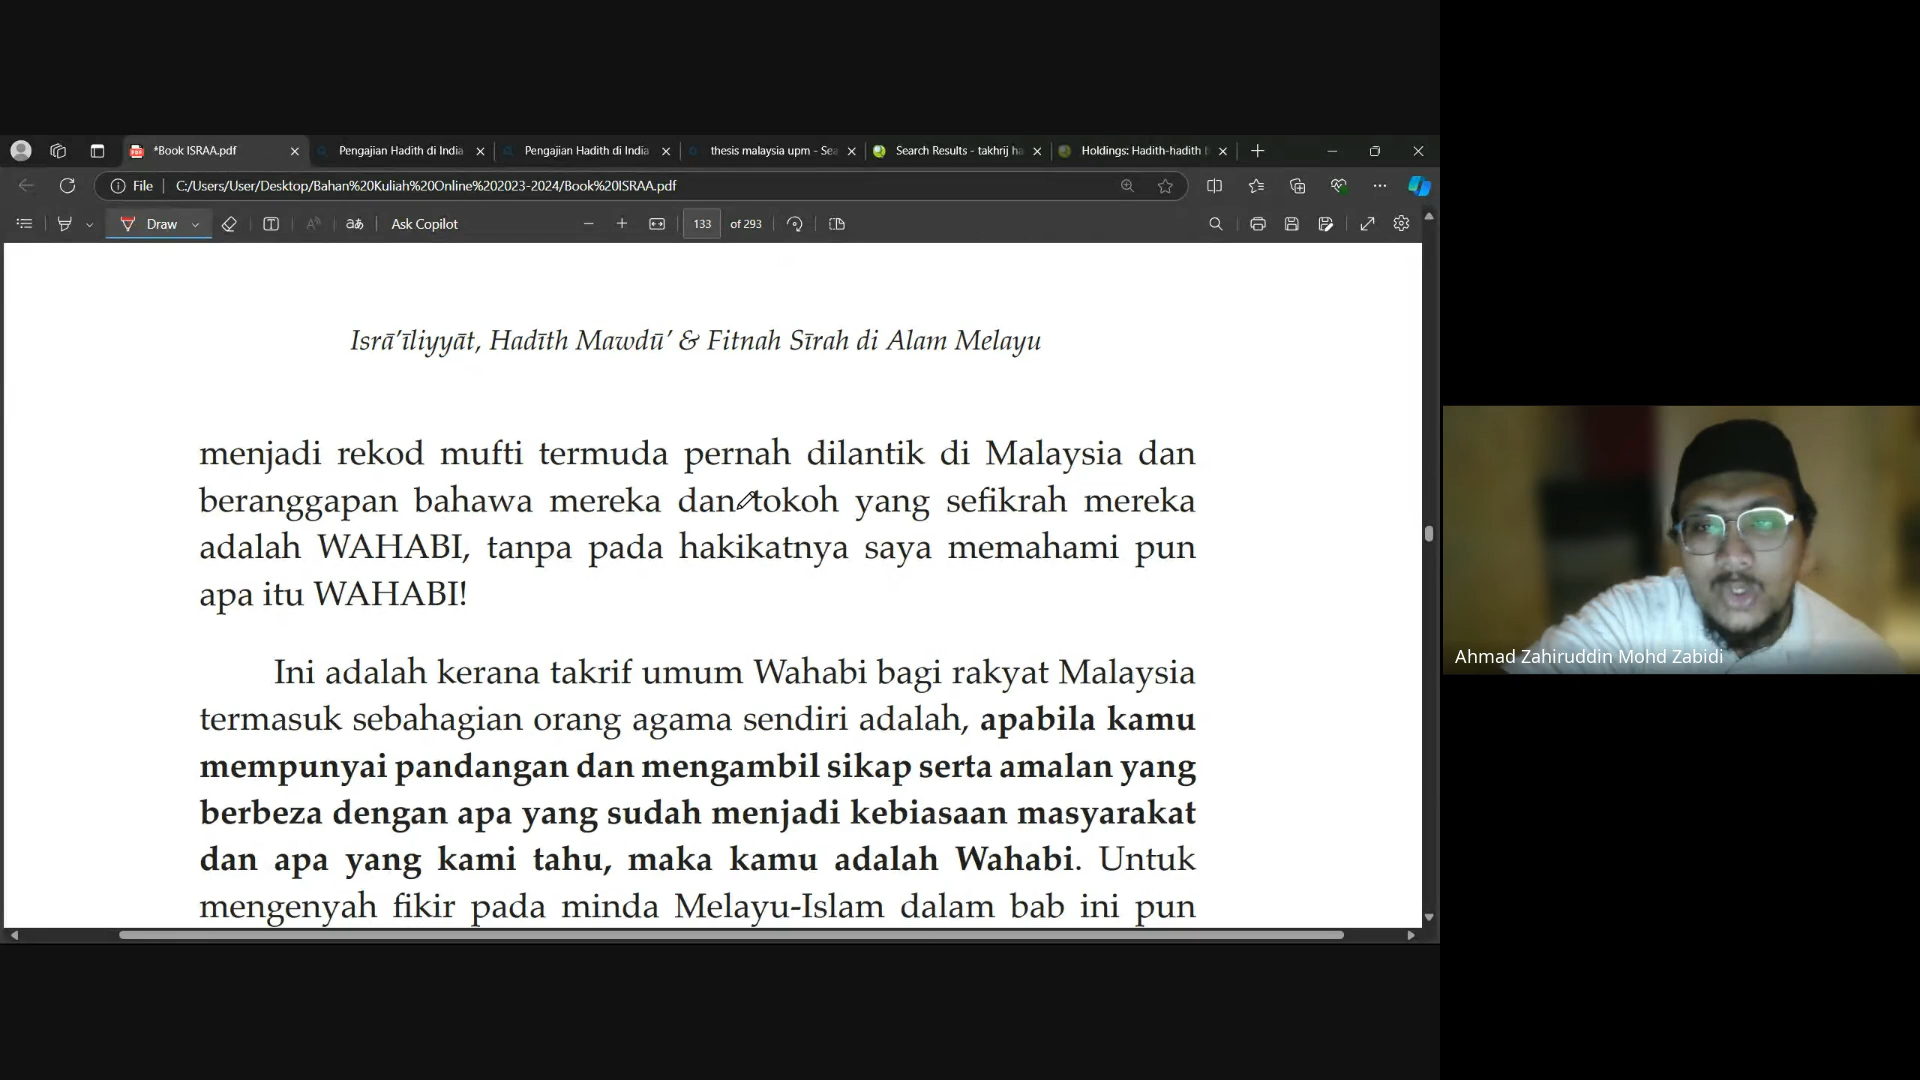 *Book ISRAA.pdf
Pengajian Hadith di India
Pengajian Hadith di India
thesis malaysia upm - Sea
Search Results - takhrij ha
Holdings: Hadith-hadith b
File
C:/Users/User/Desktop/Bahan%20Kuliah%20Online%202023-2024/Book%20ISRAA.pdf
Draw
aあ
Ask Copilot
133 of 293
Isrā'īliyyāt, Hadīth Mawdū' & Fitnah Sīrah di Alam Melayu
menjadi rekod mufti termuda pernah dilantik di Malaysia dan
beranggapan bahawa mereka dan tokoh yang sefikrah mereka
adalah WAHABI, tanpa pada hakikatnya saya memahami pun
apa itu WAHABI!
Ini adalah kerana takrif umum Wahabi bagi rakyat Malaysia
termasuk sebahagian orang agama sendiri adalah, apabila kamu
mempunyai pandangan dan mengambil sikap serta amalan yang
berbeza dengan apa yang sudah menjadi kebiasaan masyarakat
dan apa yang kami tahu, maka kamu adalah Wahabi. Untuk
mengenyah fikir pada minda Melayu-Islam dalam bab ini pun
Ahmad Zahiruddin Mohd Zabidi